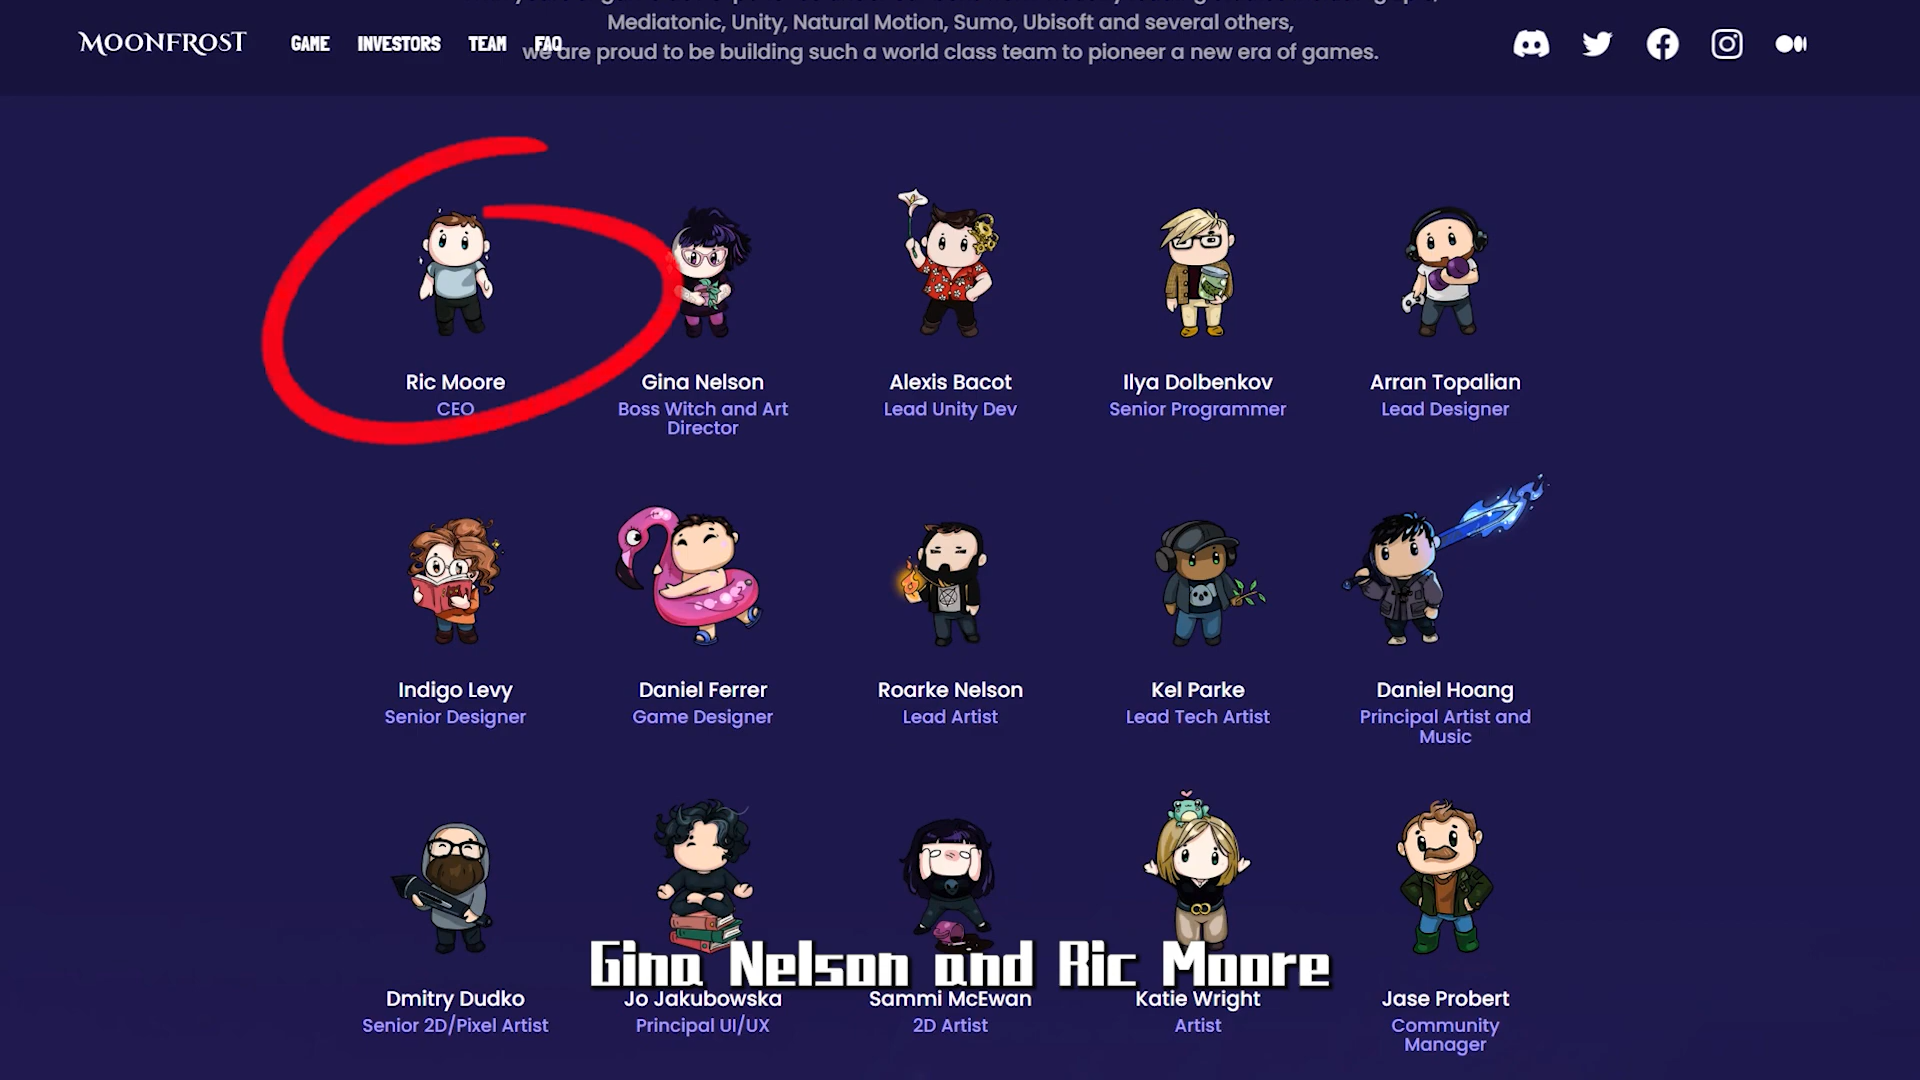 MOONFROST
GAME INVESTORS TEAM FAQ
Mediatonic, Unity, Natural Motion, Sumo, Ubisoft and several others,
we are proud to be building such a world class team to pioneer a new era of games.
Ric Moore
CEO
Gina Nelson
Boss Witch and Art
Director
Alexis Bacot
Lead Unity Dev
Ilya Dolbenkov
Senior Programmer
Arran Topalian
Lead Designer
Indigo Levy
Senior Designer
Daniel Ferrer
Game Designer
Roarke Nelson
Lead Artist
Kel Parke
Lead Tech Artist
Daniel Hoang
Principal Artist and
Music
Gina Nelson and Ric Moore
Dmitry Dudko
Senior 2D/Pixel Artist
Jo Jakubowska
Principal UI/UX
Sammi McEwan
2D Artist
Katie Wright
Artist
Jase Probert
Community
Manager